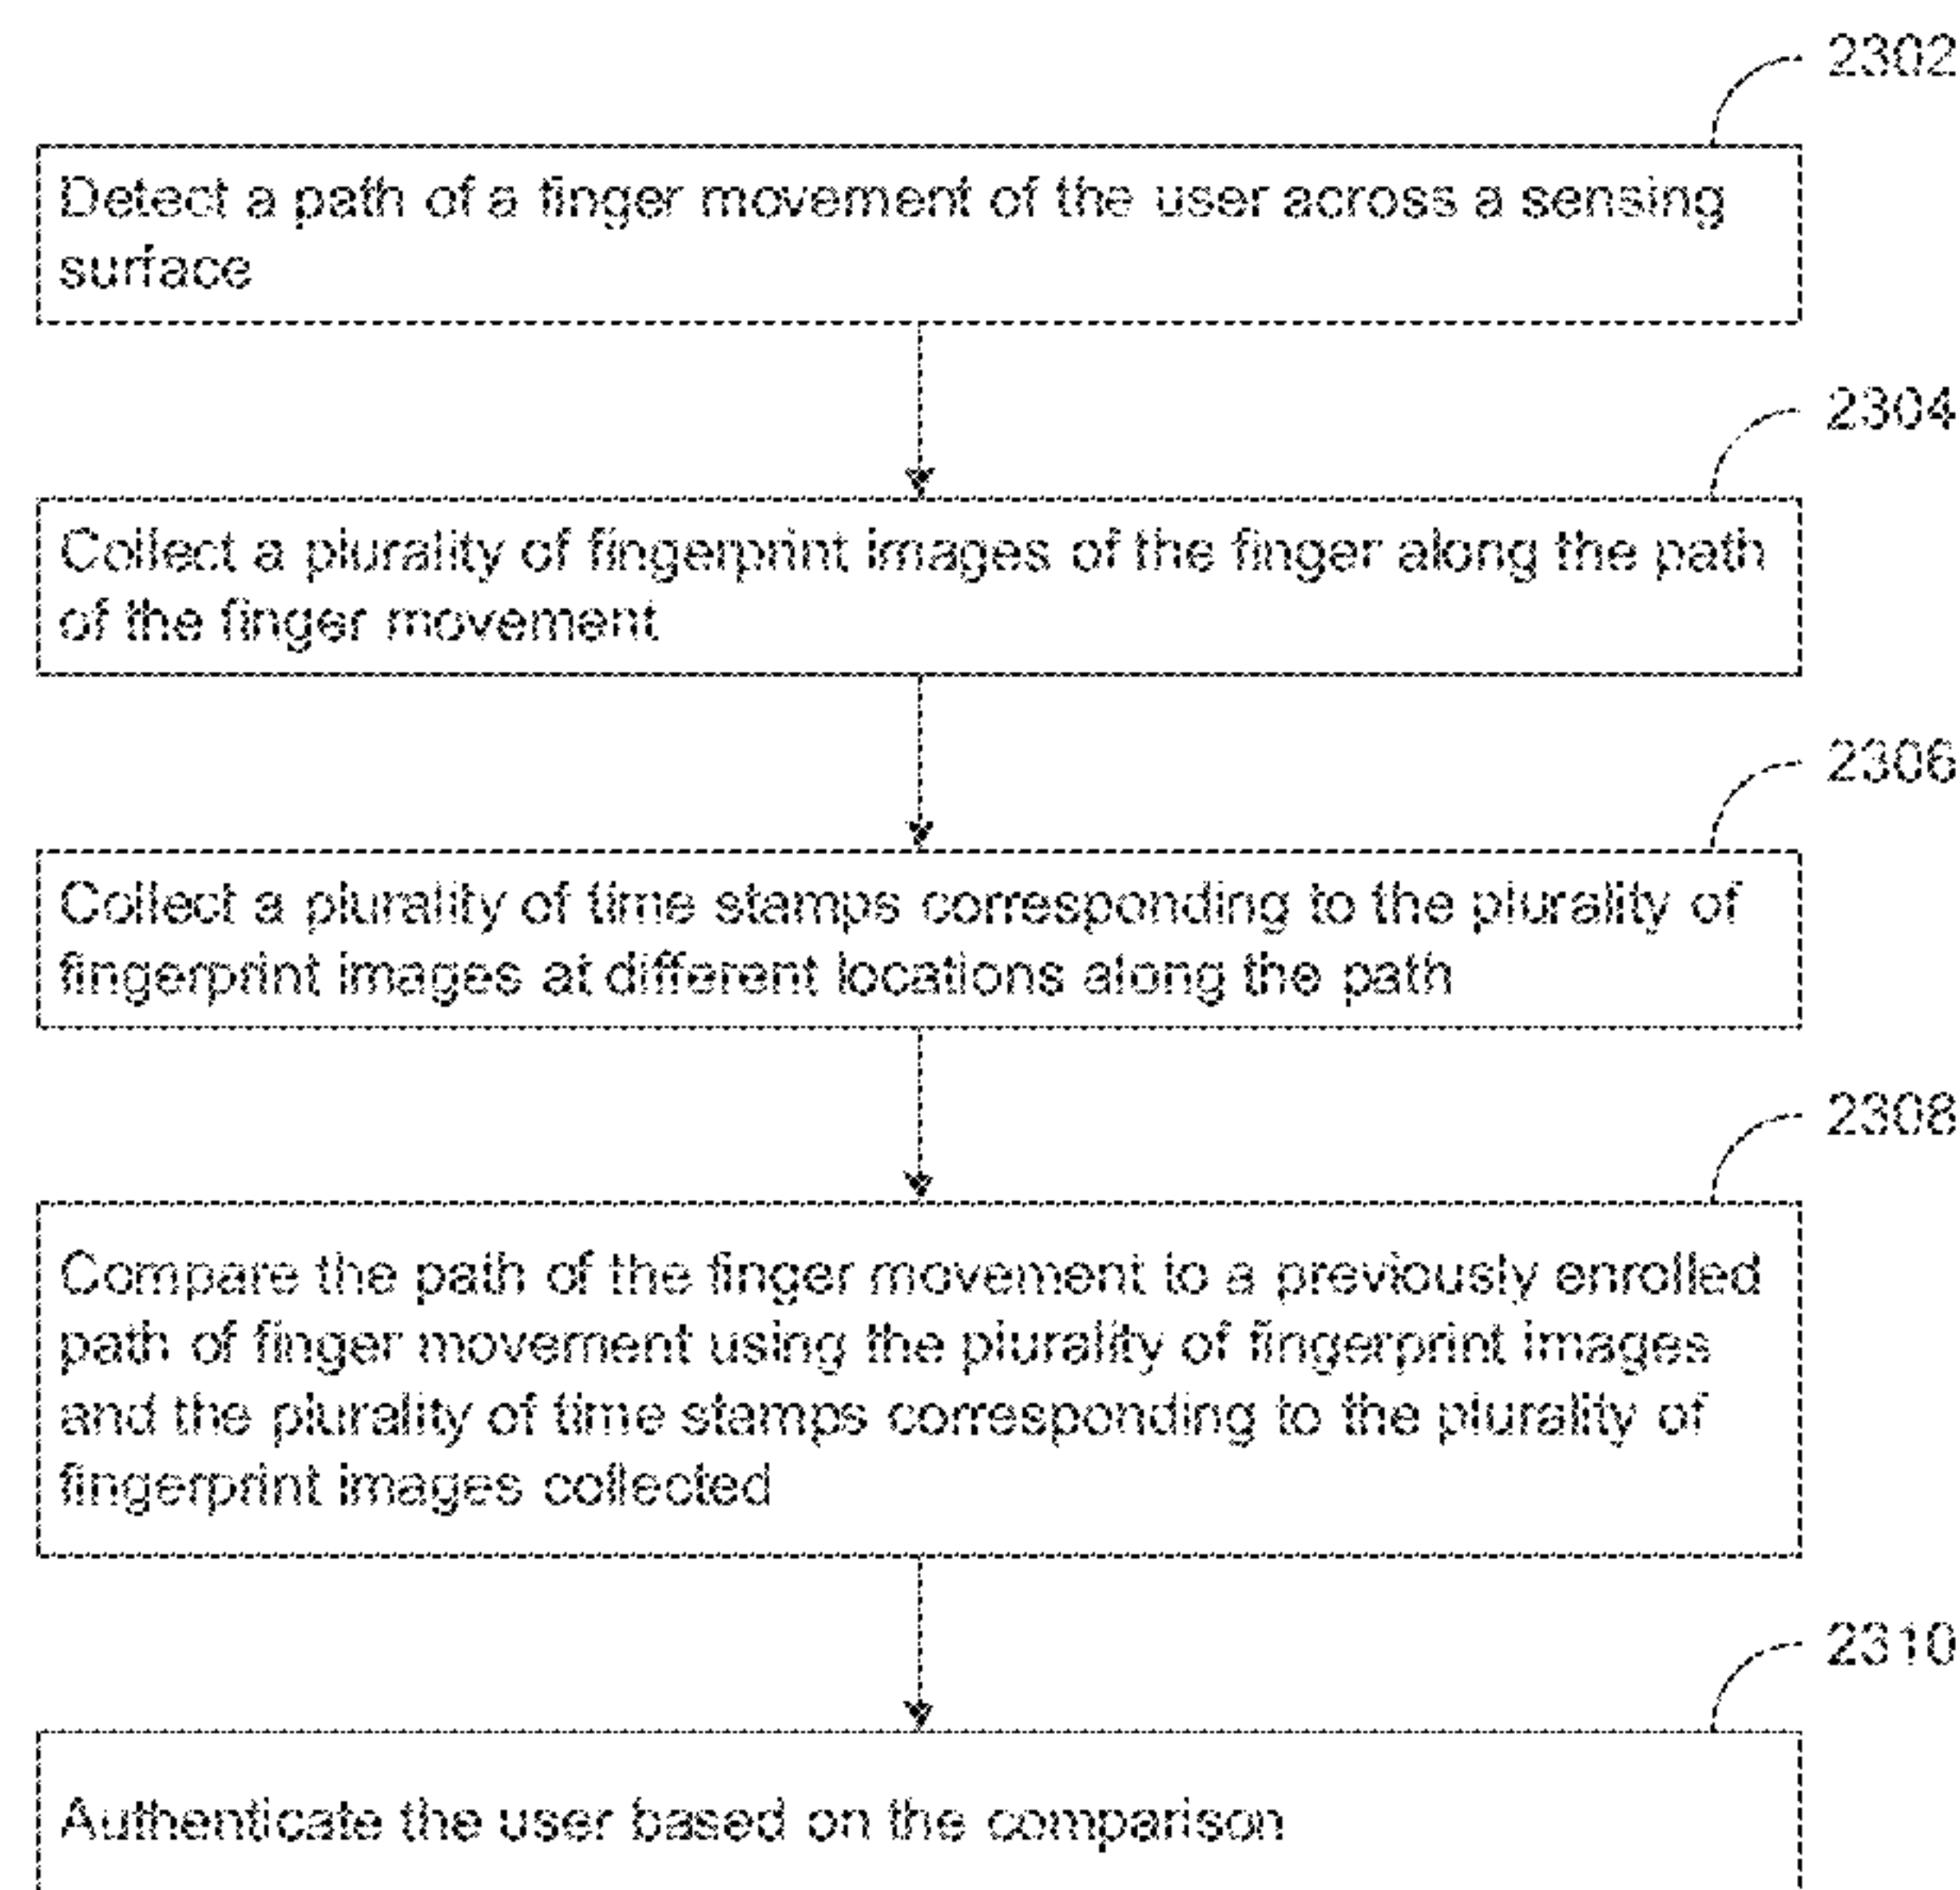 2302
Detect a path of a finger movement of the user across a sensing
surface
2304
Collect a plurality of fingerprint images of the finger along the path
of the finger movement
2306
Collect a plurality of time stamps corresponding to the plurality of
fingerprint images at different locations along the path
2308
Compare the path of the finger movement to a previously enrolled
path of finger movement using the plurality of fingerprint images
and the plurality of time stamps corresponding to the plurality of
fingerprint images collected
2310
Authenticate the user based on the comparison